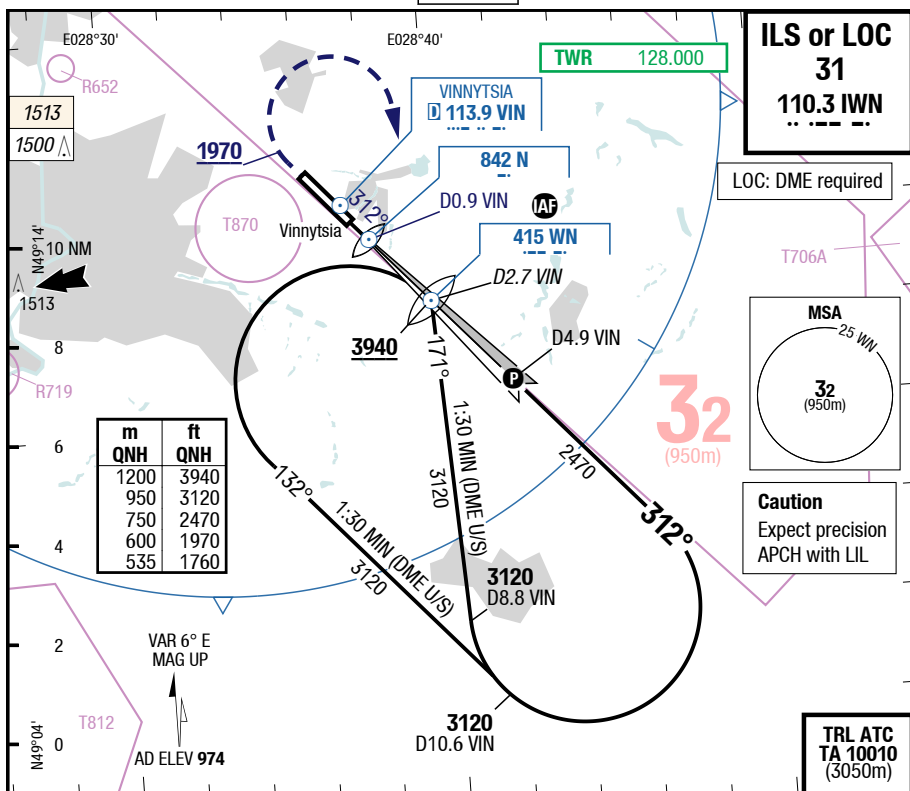 E028°30'
E028°40'
TWR 128.000
ILS or LOC
31
110.3 IWN
LOC: DME required
R652
1513
1500
1970
VINNYTSIA
D 113.9 VIN
842 N
D0.9 VIN
IAF
415 WN
D2.7 VIN
312°
Vinnytsia
T870
T706A
N49°14'
10 NM
1513
3940
D4.9 VIN
P
171°
MSA
25 WN
32
(950m)
8
R719
32
(950m)
6
m ft
QNH QNH
1200 3940
950 3120
750 2470
600 1970
535 1760
132°
1:30 MIN (DME U/S)
3120
1:30 MIN (DME U/S)
3120
2470
312°
Caution
Expect precision
APCH with LIL
4
3120
D8.8 VIN
2
VAR 6° E
MAG UP
T812
3120
D10.6 VIN
N49°04'
0
AD ELEV 974
TRL ATC
TA 10010
(3050m)